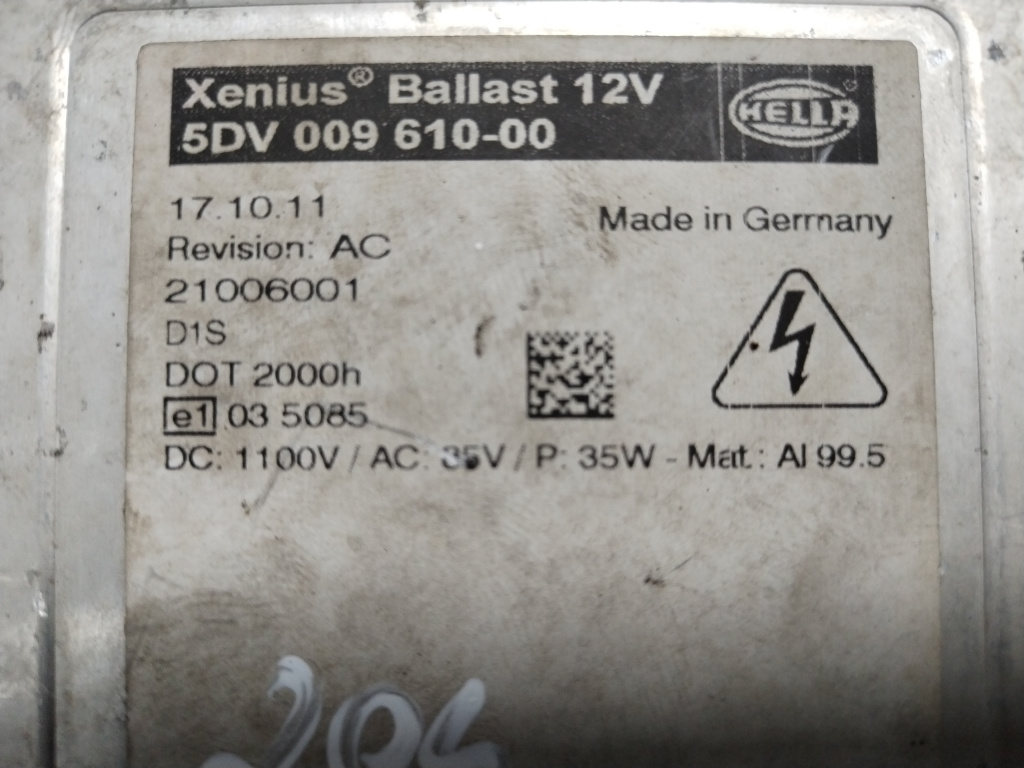 Xenius® Ballast 12V
5DV 009 610-00
HELLA
17.10.11
Made in Germany
Revision: AC
21006001
D1S
DOT 2000h
e1 03 5085
DC: 1100V / AC: 85V / P: 35W - Mat.: Al 99.5